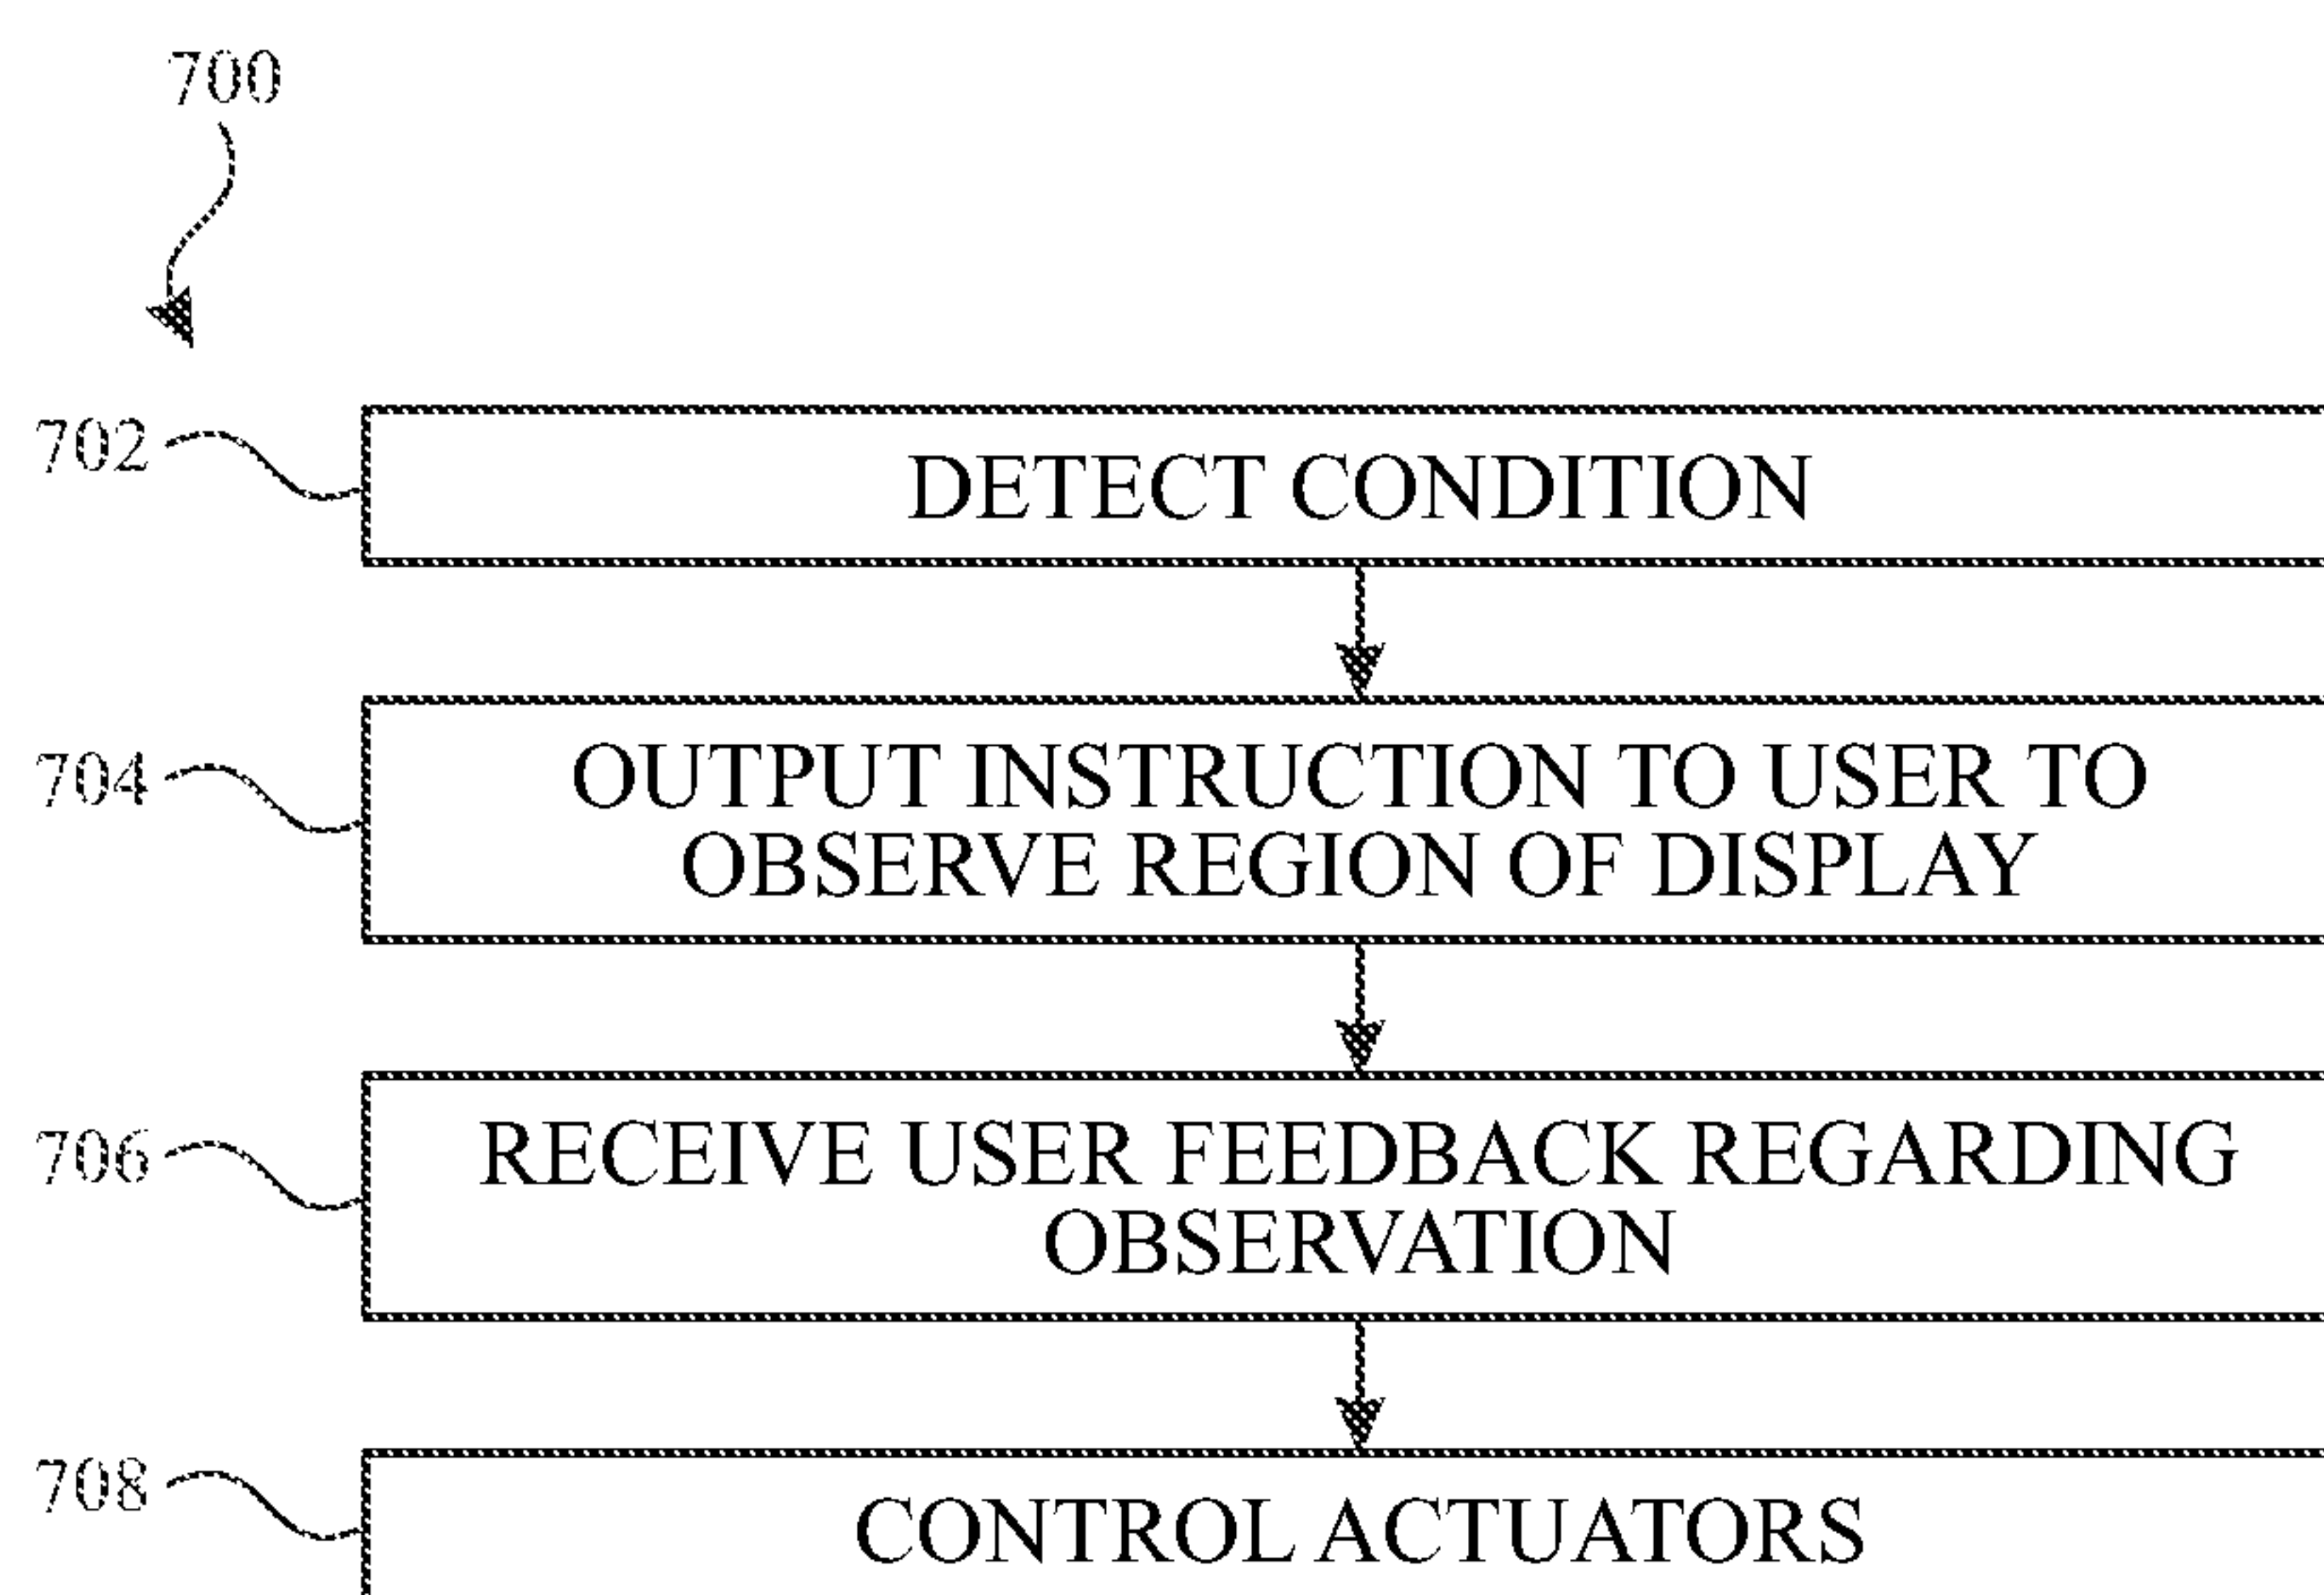 700
702
DETECT CONDITION
704
OUTPUT INSTRUCTION TO USER TO
OBSERVE REGION OF DISPLAY
706
RECEIVE USER FEEDBACK REGARDING
OBSERVATION
708
CONTROL ACTUATORS